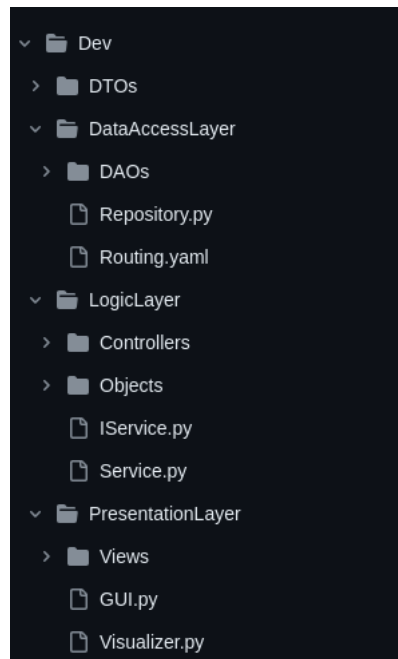 Dev
DTOs
DataAccessLayer
DAOs
Repository.py
Routing.yaml
LogicLayer
Controllers
Objects
IService.py
Service.py
PresentationLayer
Views
GUI.py
Visualizer.py